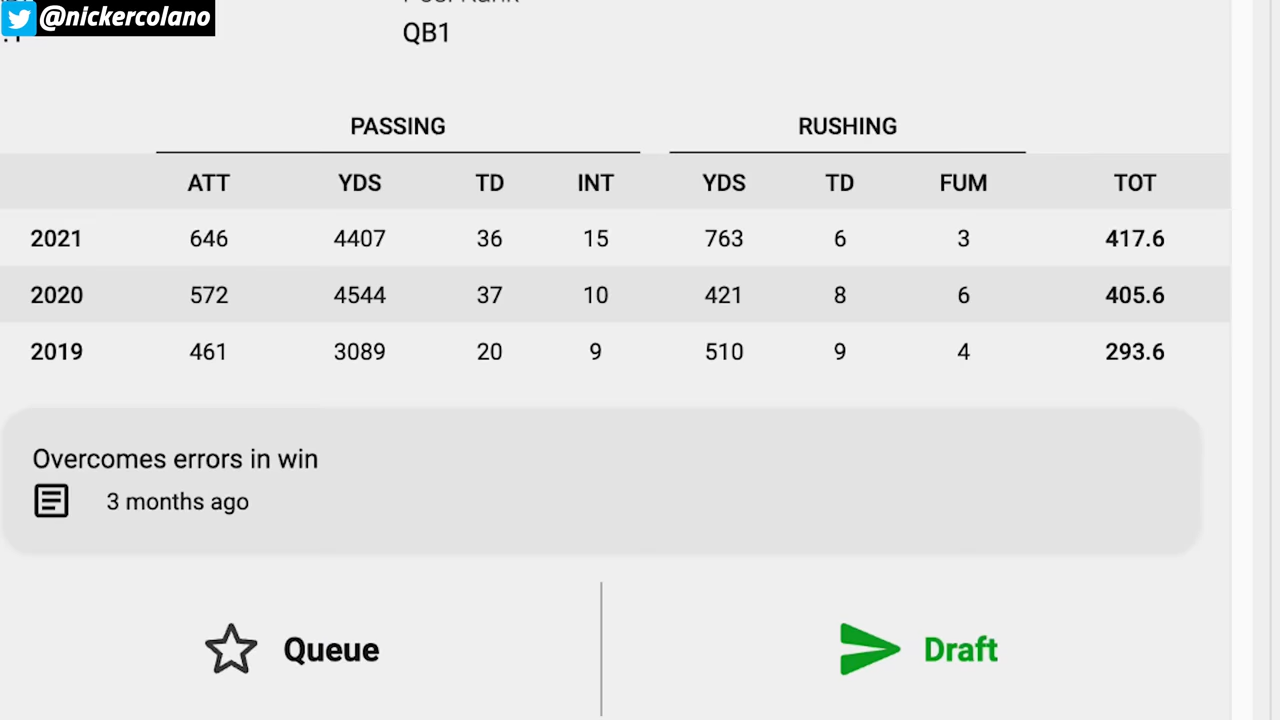 @nickercolano
QB1
PASSING RUSHING
ATT YDS TD INT YDS TD FUM TOT
2021 646 4407 36 15 763 6 3 417.6
2020 572 4544 37 10 421 8 6 405.6
2019 461 3089 20 9 510 9 4 293.6
Overcomes errors in win
3 months ago
Queue Draft